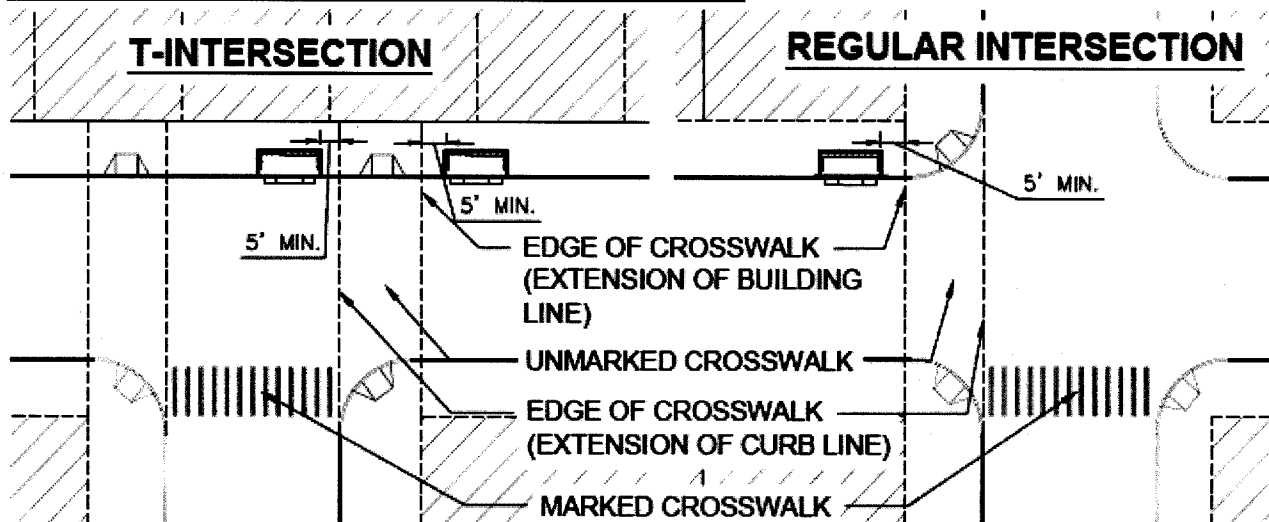 T-INTERSECTION
REGULAR INTERSECTION
5' MIN.
5' MIN.
5' MIN.
EDGE OF CROSSWALK
(EXTENSION OF BUILDING
LINE)
UNMARKED CROSSWALK
EDGE OF CROSSWALK
(EXTENSION OF CURB LINE)
MARKED CROSSWALK